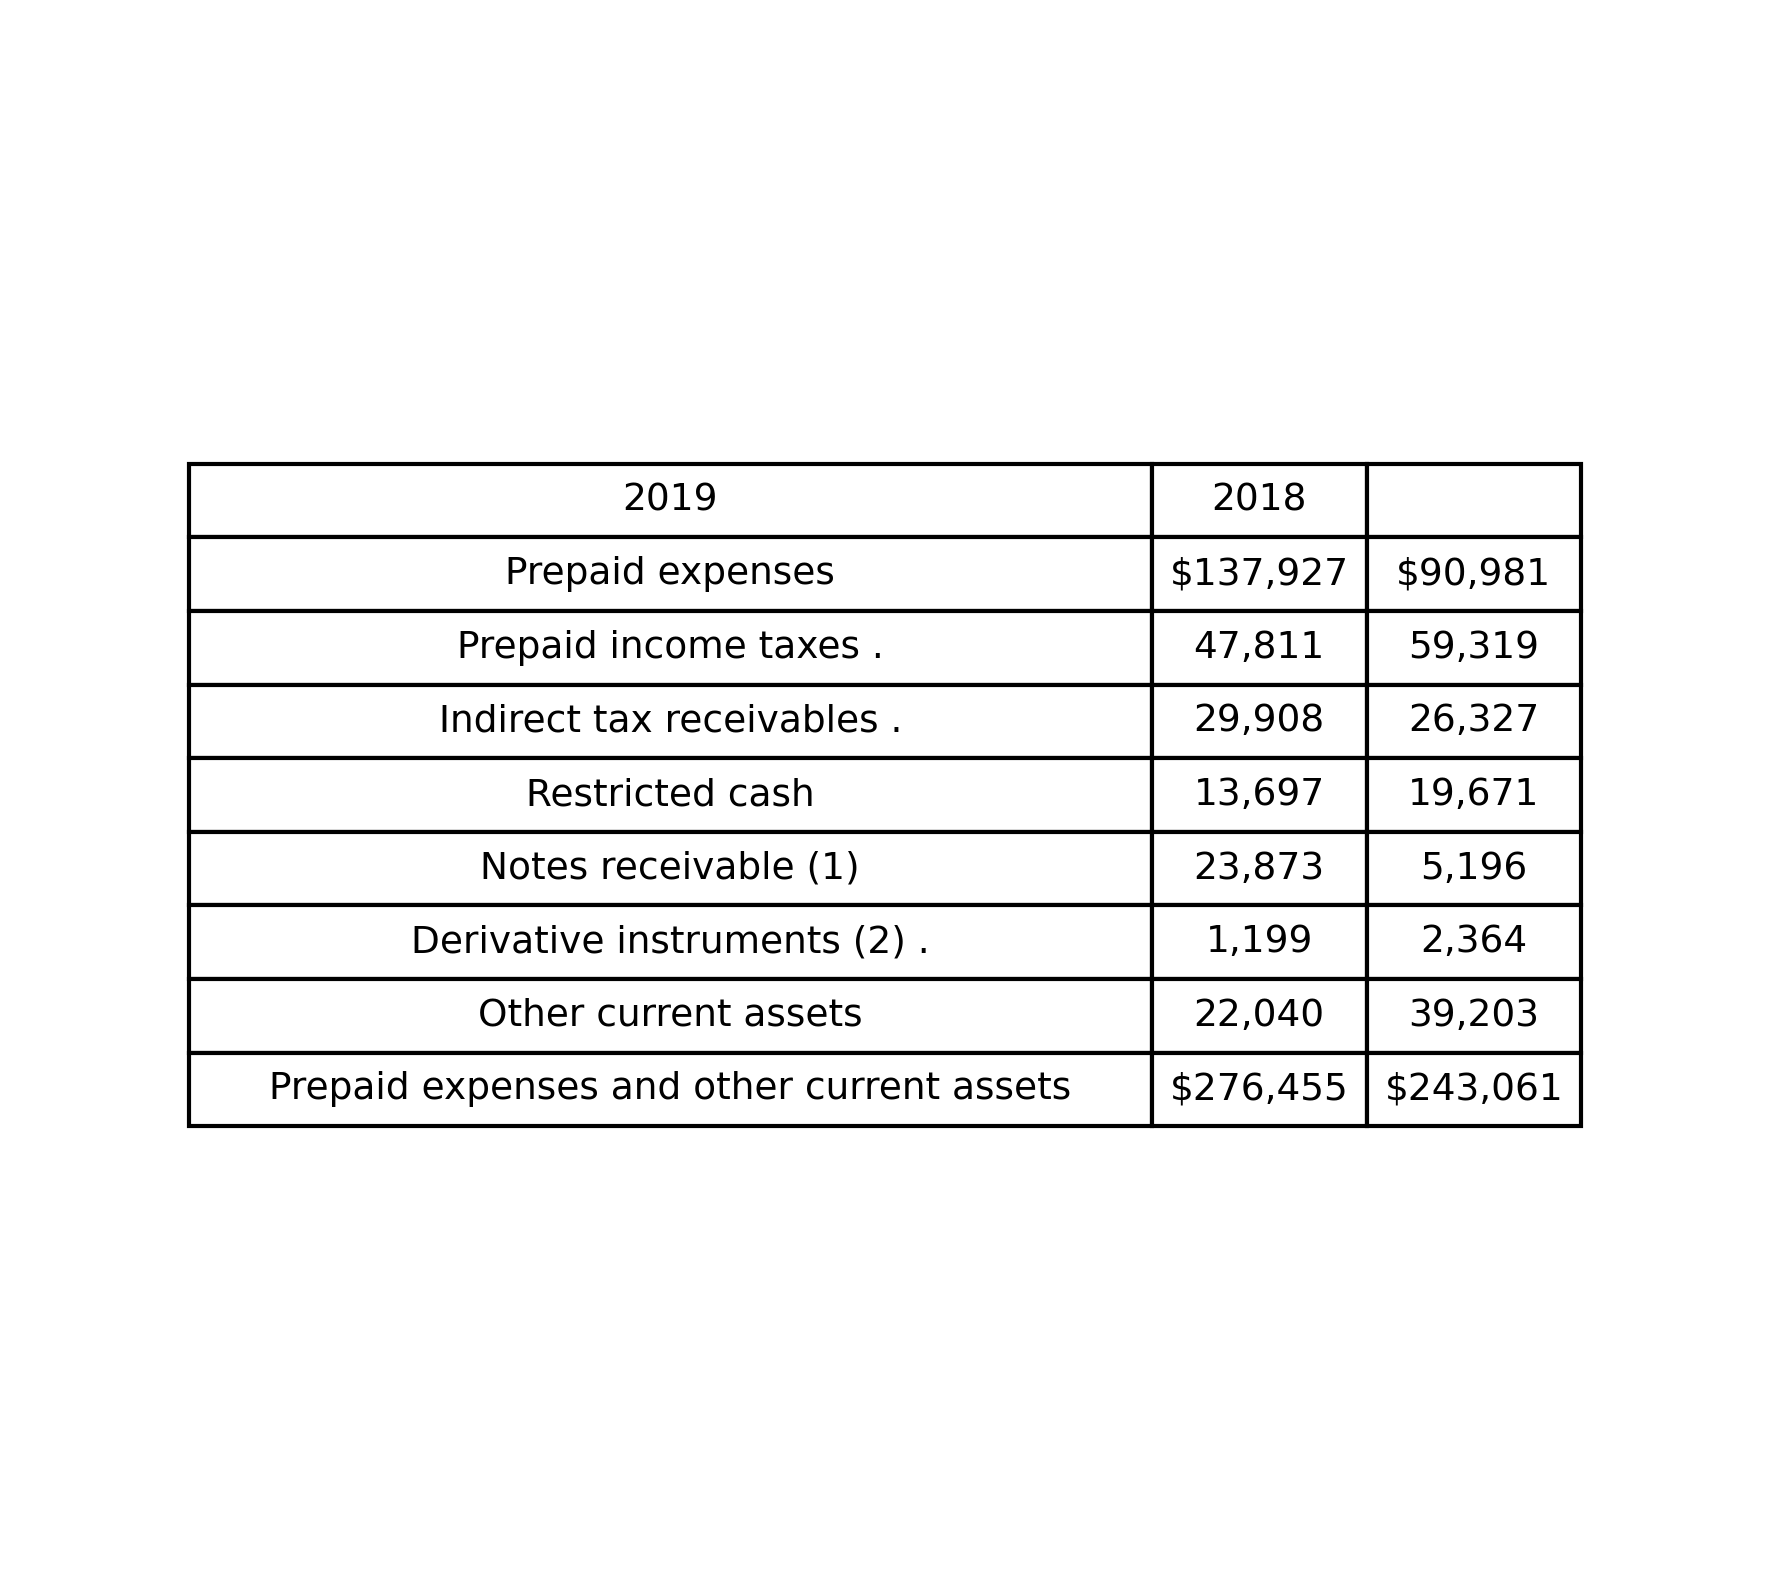 2019 2018
Prepaid expenses $137,927 $90,981
Prepaid income taxes . 47,811 59,319
Indirect tax receivables . 29,908 26,327
Restricted cash 13,697 19,671
Notes receivable (1) 23,873 5,196
Derivative instruments (2) . 1,199 2,364
Other current assets 22,040 39,203
Prepaid expenses and other current assets $276,455 $243,061